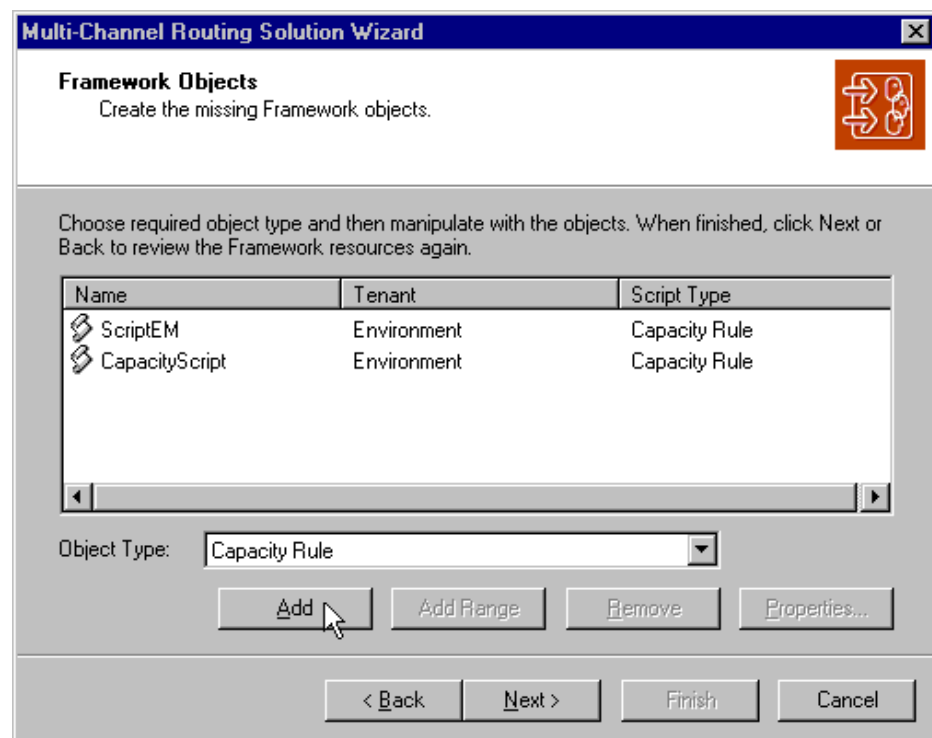 Multi-Channel Routing Solution Wizard
Framework Objects
Create the missing Framework objects.
Choose required object type and then manipulate with the objects. When finished, click Next or
Back to review the Framework resources again.
Name Tenant Script Type
ScriptEM Environment Capacity Rule
CapacityScript Environment Capacity Rule
Object Type: Capacity Rule
Add Add Range Remove Properties...
< Back Next > Finish Cancel